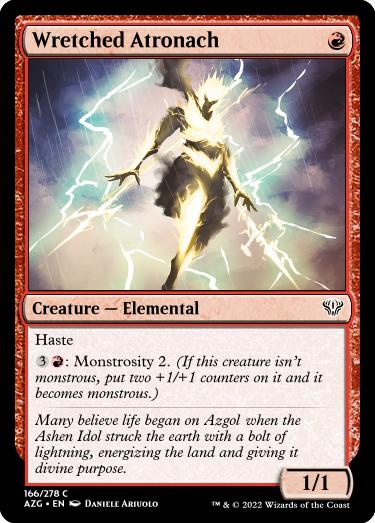 Wretched Atronach
Creature — Elemental
Haste
3 R: Monstrosity 2. (If this creature isn't
monstrous, put two +1/+1 counters on it and it
becomes monstrous.)
Many believe life began on Azgol when the
Ashen Idol struck the earth with a bolt of
lightning, energizing the land and giving it
divine purpose.
1/1
166/278 C
AZG • EN Daniele Ariuolo
™ & © 2022 Wizards of the Coast